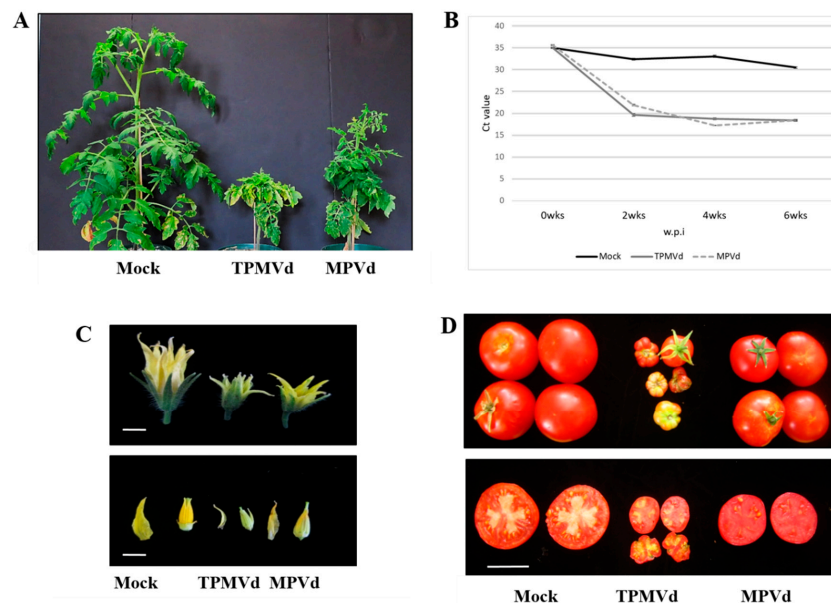 A
Mock TPMVd MPVd
B
40
35
30
25
20
15
10
5
0
Ct value
0wks 2wks 4wks 6wks
w.p.i
Mock TPMVd MPVd
C
Mock TPMVd MPVd
D
Mock TPMVd MPVd